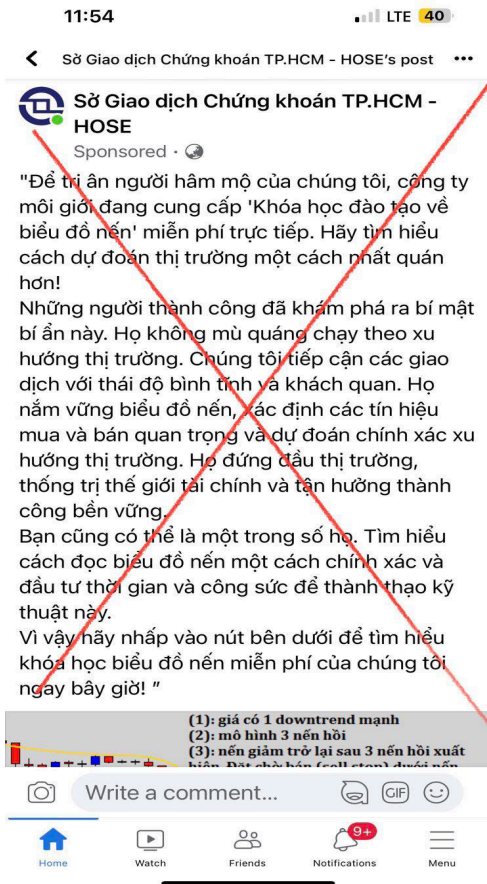 11:54
LTE 40
Sở Giao dịch Chứng khoán TP.HCM - HOSE's post
Sở Giao dịch Chứng khoán TP.HCM -
HOSE
Sponsored ·
"Để tri ân người hâm mộ của chúng tôi, công ty
môi giới đang cung cấp 'Khóa học đào tạo về
biểu đồ nến' miễn phí trực tiếp. Hãy tìm hiểu
cách dự đoán thị trường một cách nhất quán
hơn!
Những người thành công đã khám phá ra bí mật
bí ẩn này. Họ không mù quáng chạy theo xu
hướng thị trường. Chúng tôi tiếp cận các giao
dịch với thái độ bình tĩnh và khách quan. Họ
nắm vững biểu đồ nến, xác định các tín hiệu
mua và bán quan trọng và dự đoán chính xác xu
hướng thị trường. Họ đứng đầu thị trường,
thống trị thế giới tài chính và tận hưởng thành
công bền vững.
Bạn cũng có thể là một trong số họ. Tìm hiểu
cách đọc biểu đồ nến một cách chính xác và
đầu tư thời gian và công sức để thành thạo kỹ
thuật này.
Vì vậy hãy nhấp vào nút bên dưới để tìm hiểu
khóa học biểu đồ nến miễn phí của chúng tôi
ngay bây giờ! ”
(1): giá có 1 downtrend mạnh
(2): mô hình 3 nến hồi
(3): nến giảm trở lại sau 3 nến hồi xuất
hiện. Đặt chờ bán (sell stop) dưới nến
Write a comment...
GIF
9+
Home
Watch
Friends
Notifications
Menu